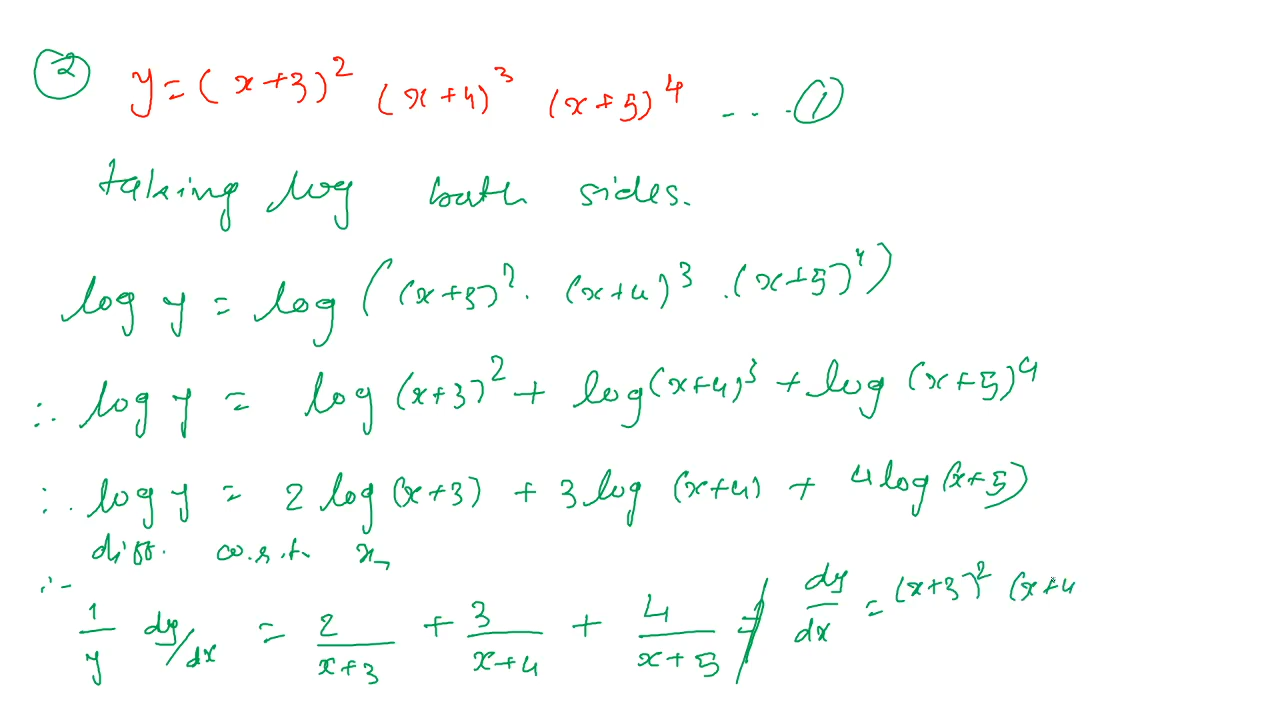 ② y = (x+3)² (x+4)³ (x+5)⁴ ... ①
taking log both sides.
log y = log ((x+3)² . (x+4)³ . (x+5)⁴)
∴ log y = log (x+3)² + log (x+4)³ + log (x+5)⁴
∴ log y = 2 log (x+3) + 3 log (x+4) + 4 log (x+5)
diff. w.r.t. x,
∴ 1/y dy/dx = 2/(x+3) + 3/(x+4) + 4/(x+5) dy/dx = (x+3)² (x+4